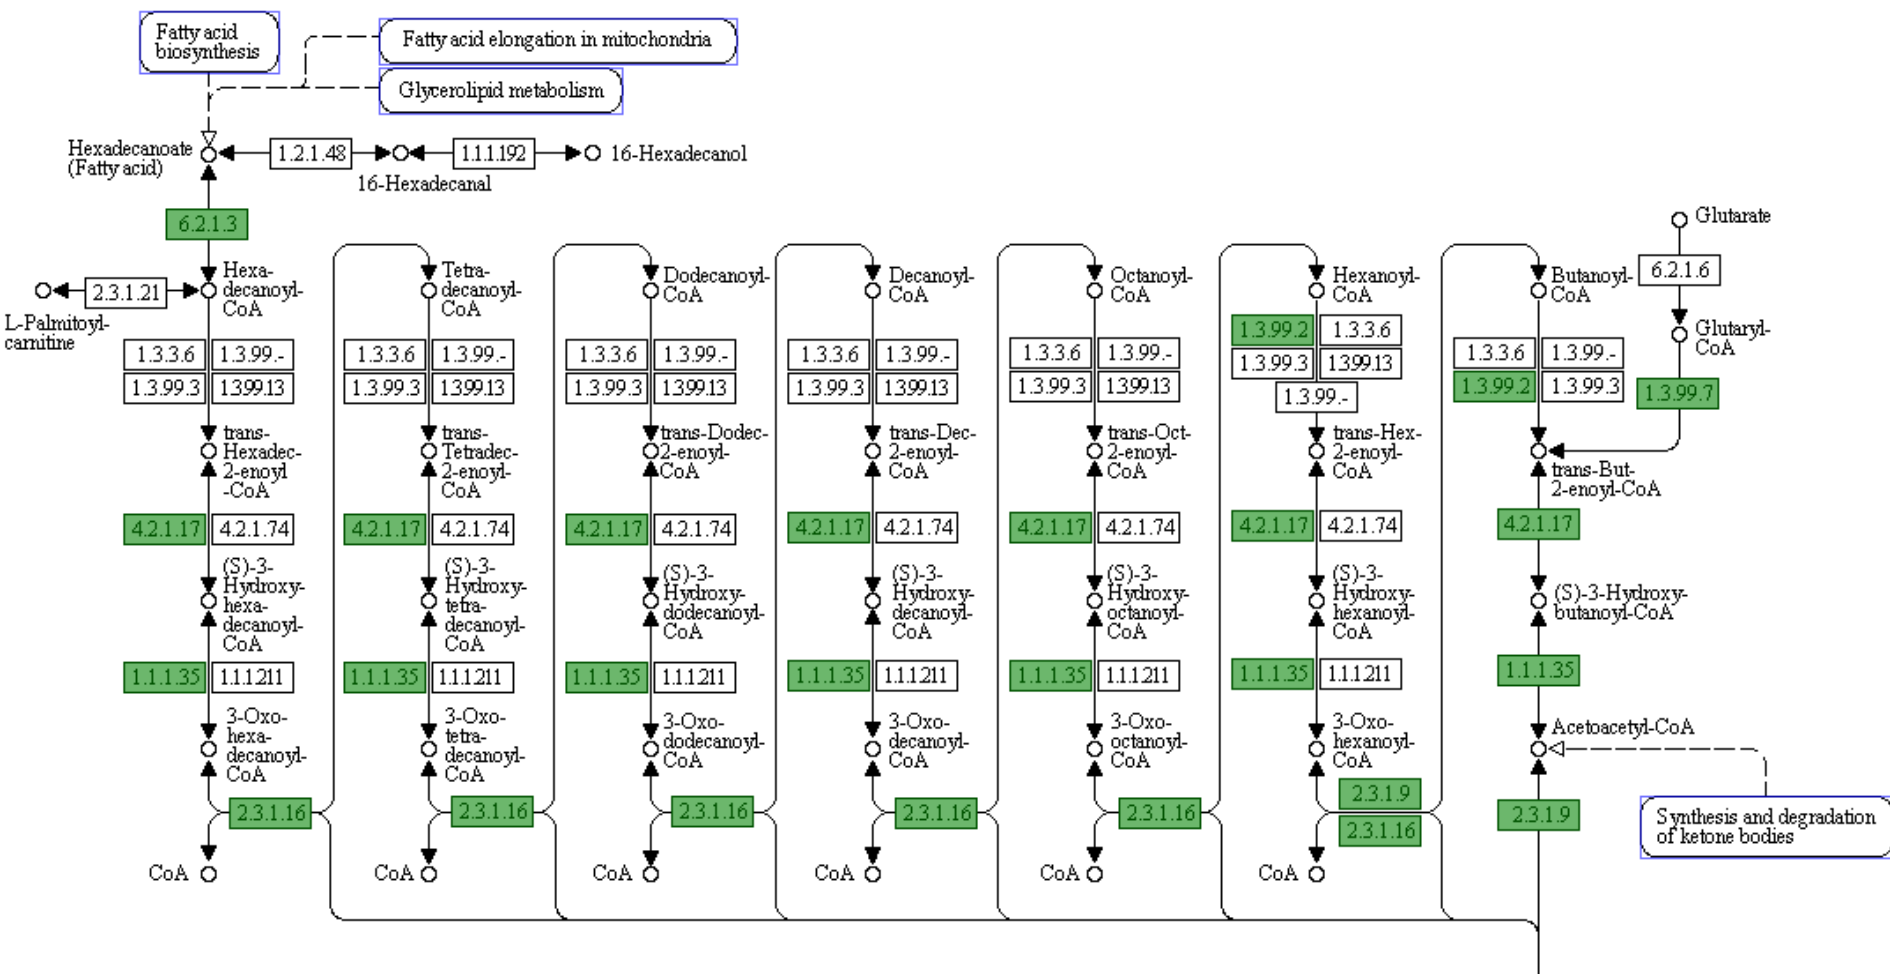 Fatty acid
biosynthesis
Fatty acid elongation in mitochondria
Glycerolipid metabolism
Hexadecanoate
(Fatty acid)
1.2.1.48
1.1.1.192
16-Hexadecanol
16-Hexadecanal
6.2.1.3
Glutarate
6.2.1.6
Glutaryl-
CoA
1.3.99.7
2.3.1.21
L-Palmitoyl-
carnitine
Hexa-
decanoyl-
CoA
1.3.3.6 1.3.99.-
1.3.99.3 1.3.99.13
trans-
Hexadec-
2-enoyl
-CoA
4.2.1.17 4.2.1.74
(S)-3-
Hydroxy-
hexa-
decanoyl-
CoA
1.1.1.35 1.1.1.211
3-Oxo-
hexa-
decanoyl-
CoA
2.3.1.16
CoA
Tetra-
decanoyl-
CoA
1.3.3.6 1.3.99.-
1.3.99.3 1.3.99.13
trans-
Tetradec-
2-enoyl-
CoA
4.2.1.17 4.2.1.74
(S)-3-
Hydroxy-
tetra-
decanoyl-
CoA
1.1.1.35 1.1.1.211
3-Oxo-
tetra-
decanoyl-
CoA
2.3.1.16
CoA
Dodecanoyl-
CoA
1.3.3.6 1.3.99.-
1.3.99.3 1.3.99.13
trans-Dodec-
2-enoyl-
CoA
4.2.1.17 4.2.1.74
(S)-3-
Hydroxy-
dodecanoyl-
CoA
1.1.1.35 1.1.1.211
3-Oxo-
dodecanoyl-
CoA
2.3.1.16
CoA
Decanoyl-
CoA
1.3.3.6 1.3.99.-
1.3.99.3 1.3.99.13
trans-Dec-
2-enoyl-
CoA
4.2.1.17 4.2.1.74
(S)-3-
Hydroxy-
decanoyl-
CoA
1.1.1.35 1.1.1.211
3-Oxo-
decanoyl-
CoA
2.3.1.16
CoA
Octanoyl-
CoA
1.3.3.6 1.3.99.-
1.3.99.3 1.3.99.13
trans-Oct-
2-enoyl-
CoA
4.2.1.17 4.2.1.74
(S)-3-
Hydroxy-
octanoyl-
CoA
1.1.1.35 1.1.1.211
3-Oxo-
octanoyl-
CoA
2.3.1.16
CoA
Hexanoyl-
CoA
1.3.99.2 1.3.3.6
1.3.99.3 1.3.99.13
1.3.99.-
trans-Hex-
2-enoyl-
CoA
4.2.1.17 4.2.1.74
(S)-3-
Hydroxy-
hexanoyl-
CoA
1.1.1.35 1.1.1.211
3-Oxo-
hexanoyl-
CoA
2.3.1.9
2.3.1.16
CoA
Butanoyl-
CoA
1.3.3.6 1.3.99.-
1.3.99.2 1.3.99.3
trans-But-
2-enoyl-CoA
4.2.1.17
(S)-3-Hydroxy-
butanoyl-CoA
1.1.1.35
Acetoacetyl-CoA
2.3.1.9
Synthesis and degradation
of ketone bodies